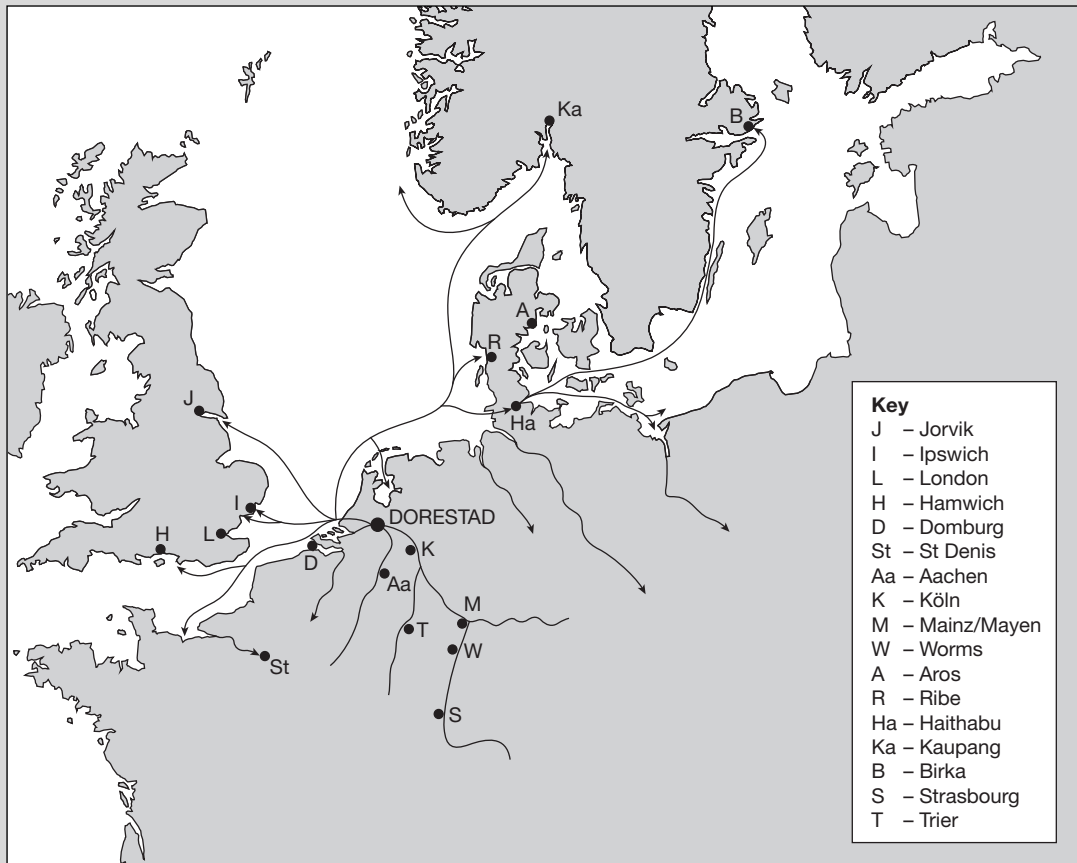 Ka
B
A
R
J
Ha
I
DORESTAD
L
H
D
K
Aa
M
T
W
St
S
Key
J – Jorvik
I – Ipswich
L – London
H – Hamwich
D – Domburg
St – St Denis
Aa – Aachen
K – Köln
M – Mainz/Mayen
W – Worms
A – Aros
R – Ribe
Ha – Haithabu
Ka – Kaupang
B – Birka
S – Strasbourg
T – Trier